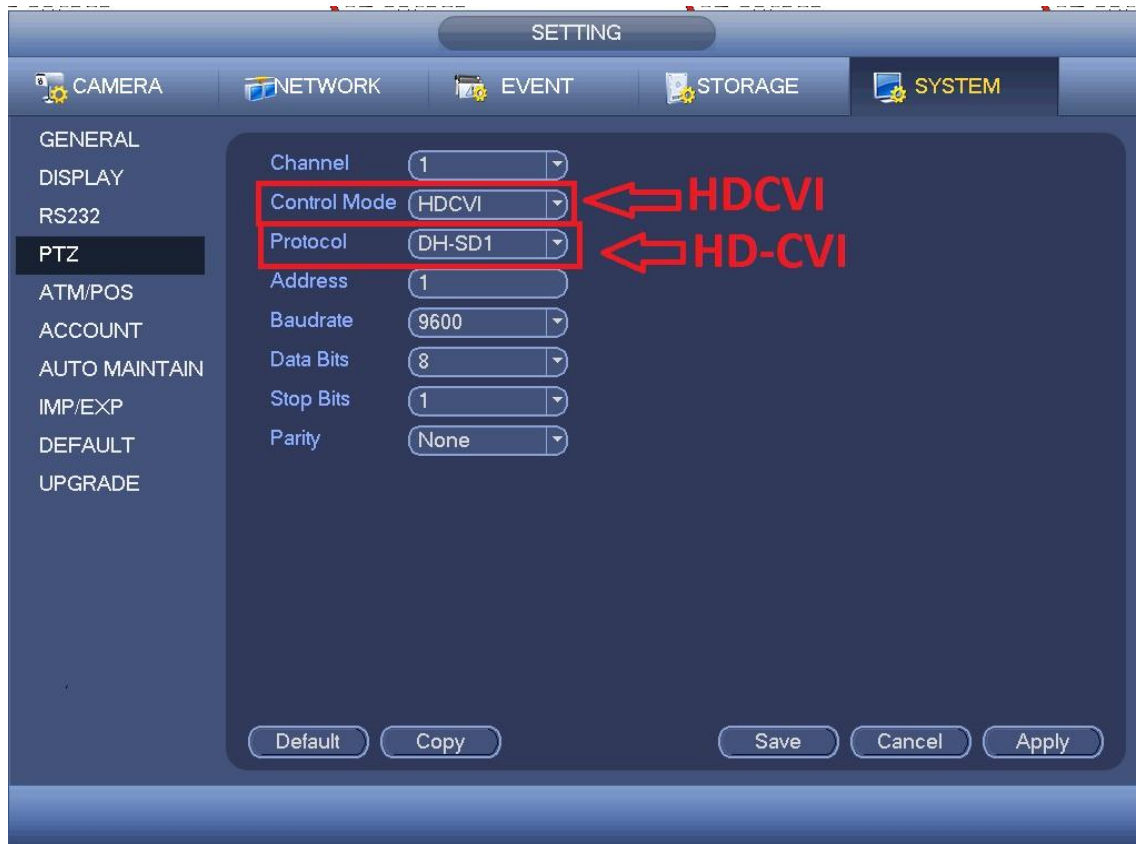 SETTING
CAMERA NETWORK EVENT STORAGE SYSTEM
GENERAL
DISPLAY
RS232
PTZ
ATM/POS
ACCOUNT
AUTO MAINTAIN
IMP/EXP
DEFAULT
UPGRADE
Channel 1
Control Mode HDCVI HDCVI
Protocol DH-SD1 HD-CVI
Address 1
Baudrate 9600
Data Bits 8
Stop Bits 1
Parity None
Default Copy Save Cancel Apply